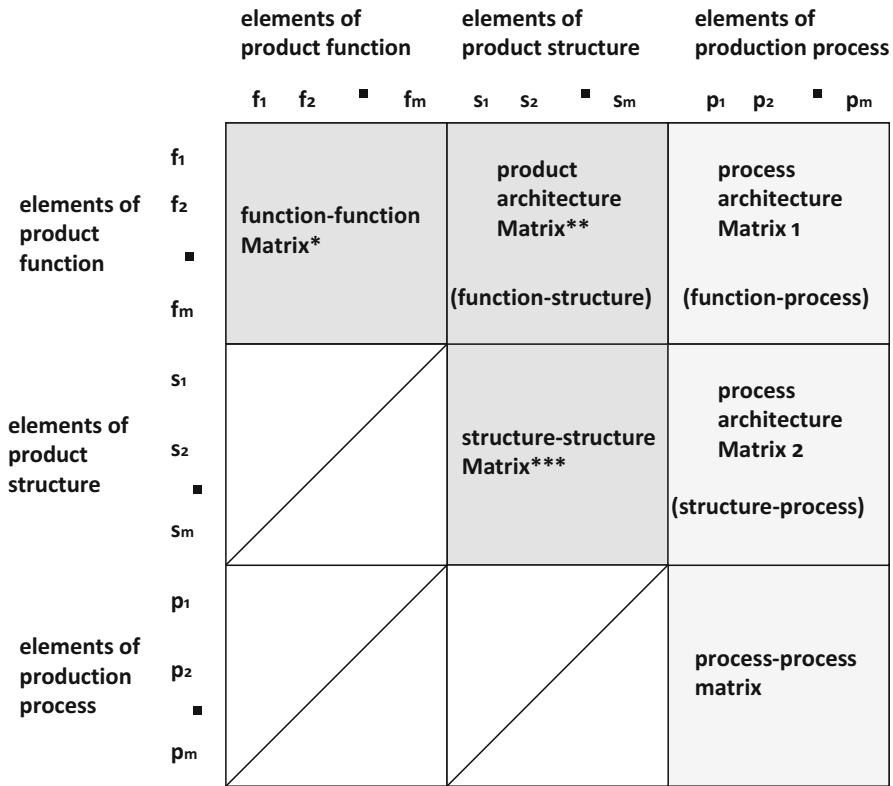 elements of
product function
elements of
product structure
elements of
production process
f₁ f₂ ▪ fm
s₁ s₂ ▪ sm
p₁ p₂ ▪ pm
elements of
product
function
f₁
f₂
▪
fm
function-function
Matrix*
product
architecture
Matrix**
(function-structure)
process
architecture
Matrix 1
(function-process)
elements of
product
structure
s₁
s₂
▪
sm
structure-structure
Matrix***
process
architecture
Matrix 2
(structure-process)
elements of
production
process
p₁
p₂
▪
pm
process-process
matrix